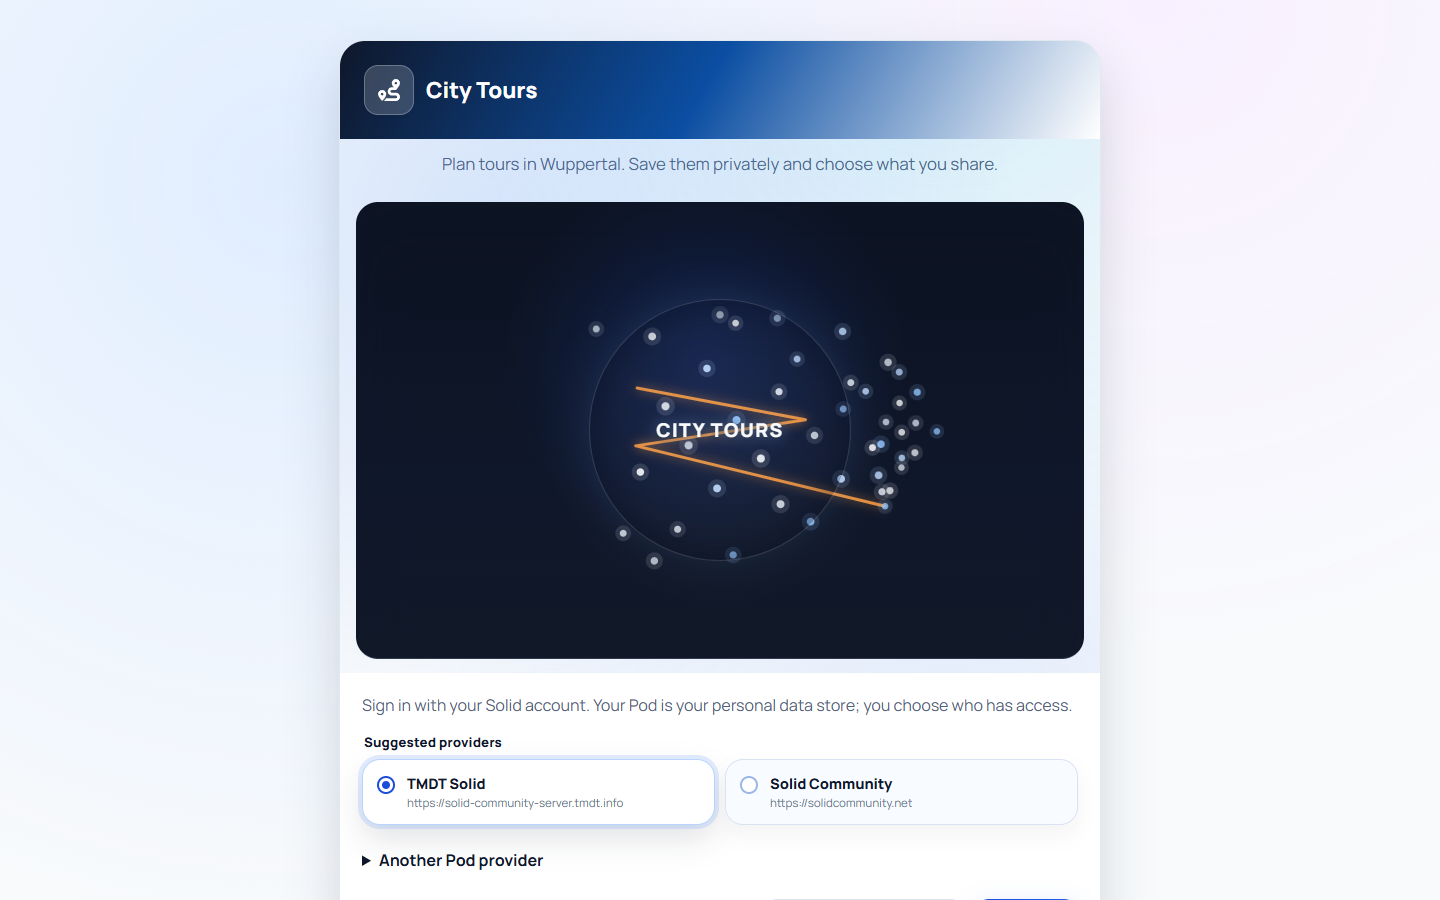 City Tours
Plan tours in Wuppertal. Save them privately and choose what you share.
CITY TOURS
Sign in with your Solid account. Your Pod is your personal data store; you choose who has access.
Suggested providers
TMDT Solid
https://solid-community-server.tmdt.info
Solid Community
https://solidcommunity.net
Another Pod provider